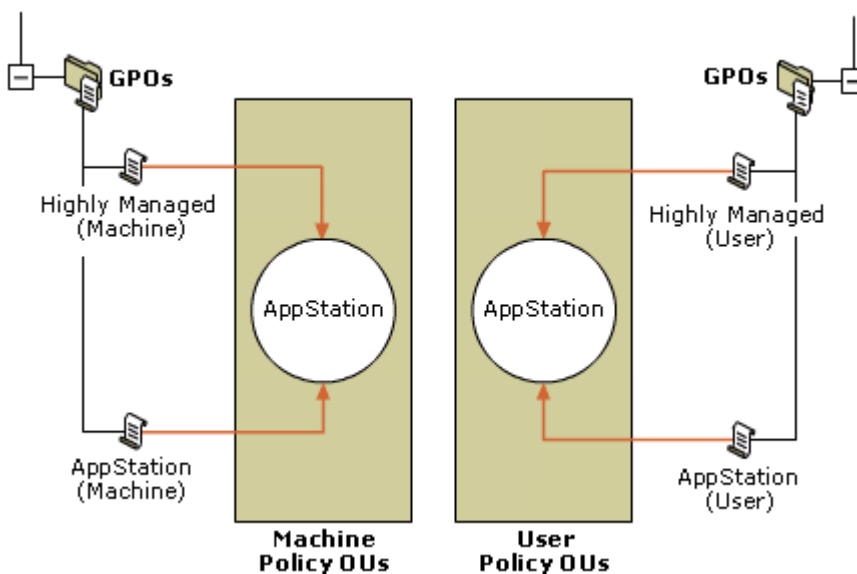 GPOs
Highly Managed
(Machine)
AppStation
AppStation
(Machine)
Machine
Policy OUs
GPOs
Highly Managed
(User)
AppStation
AppStation
(User)
User
Policy OUs